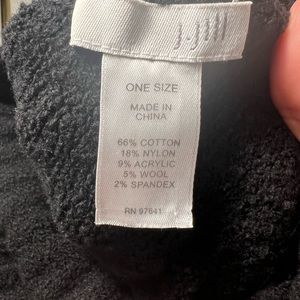 J.Jill
ONE SIZE
MADE IN
CHINA
66% COTTON
18% NYLON
9% ACRYLIC
5% WOOL
2% SPANDEX
RN 97641